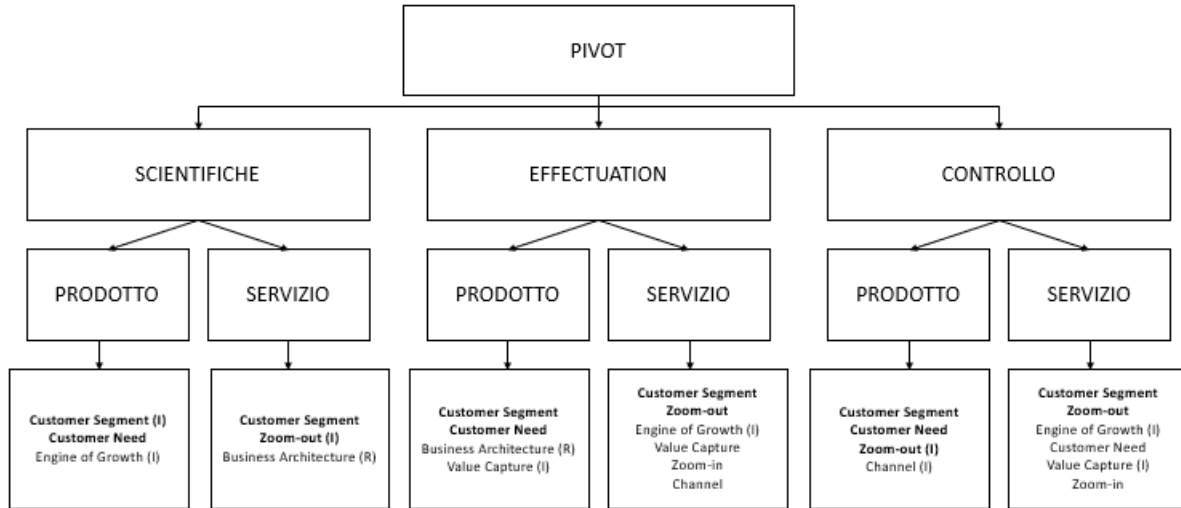 PIVOT
SCIENTIFICHE
EFFECTUATION
CONTROLLO
PRODOTTO
SERVIZIO
PRODOTTO
SERVIZIO
PRODOTTO
SERVIZIO
Customer Segment (I)
Customer Need
Engine of Growth (I)
Customer Segment
Zoom-out (I)
Business Architecture (R)
Customer Segment
Customer Need
Business Architecture (R)
Value Capture (I)
Customer Segment
Zoom-out
Engine of Growth (I)
Value Capture
Zoom-in
Channel
Customer Segment
Customer Need
Zoom-out (I)
Channel (I)
Customer Segment
Zoom-out
Engine of Growth (I)
Customer Need
Value Capture (I)
Zoom-in